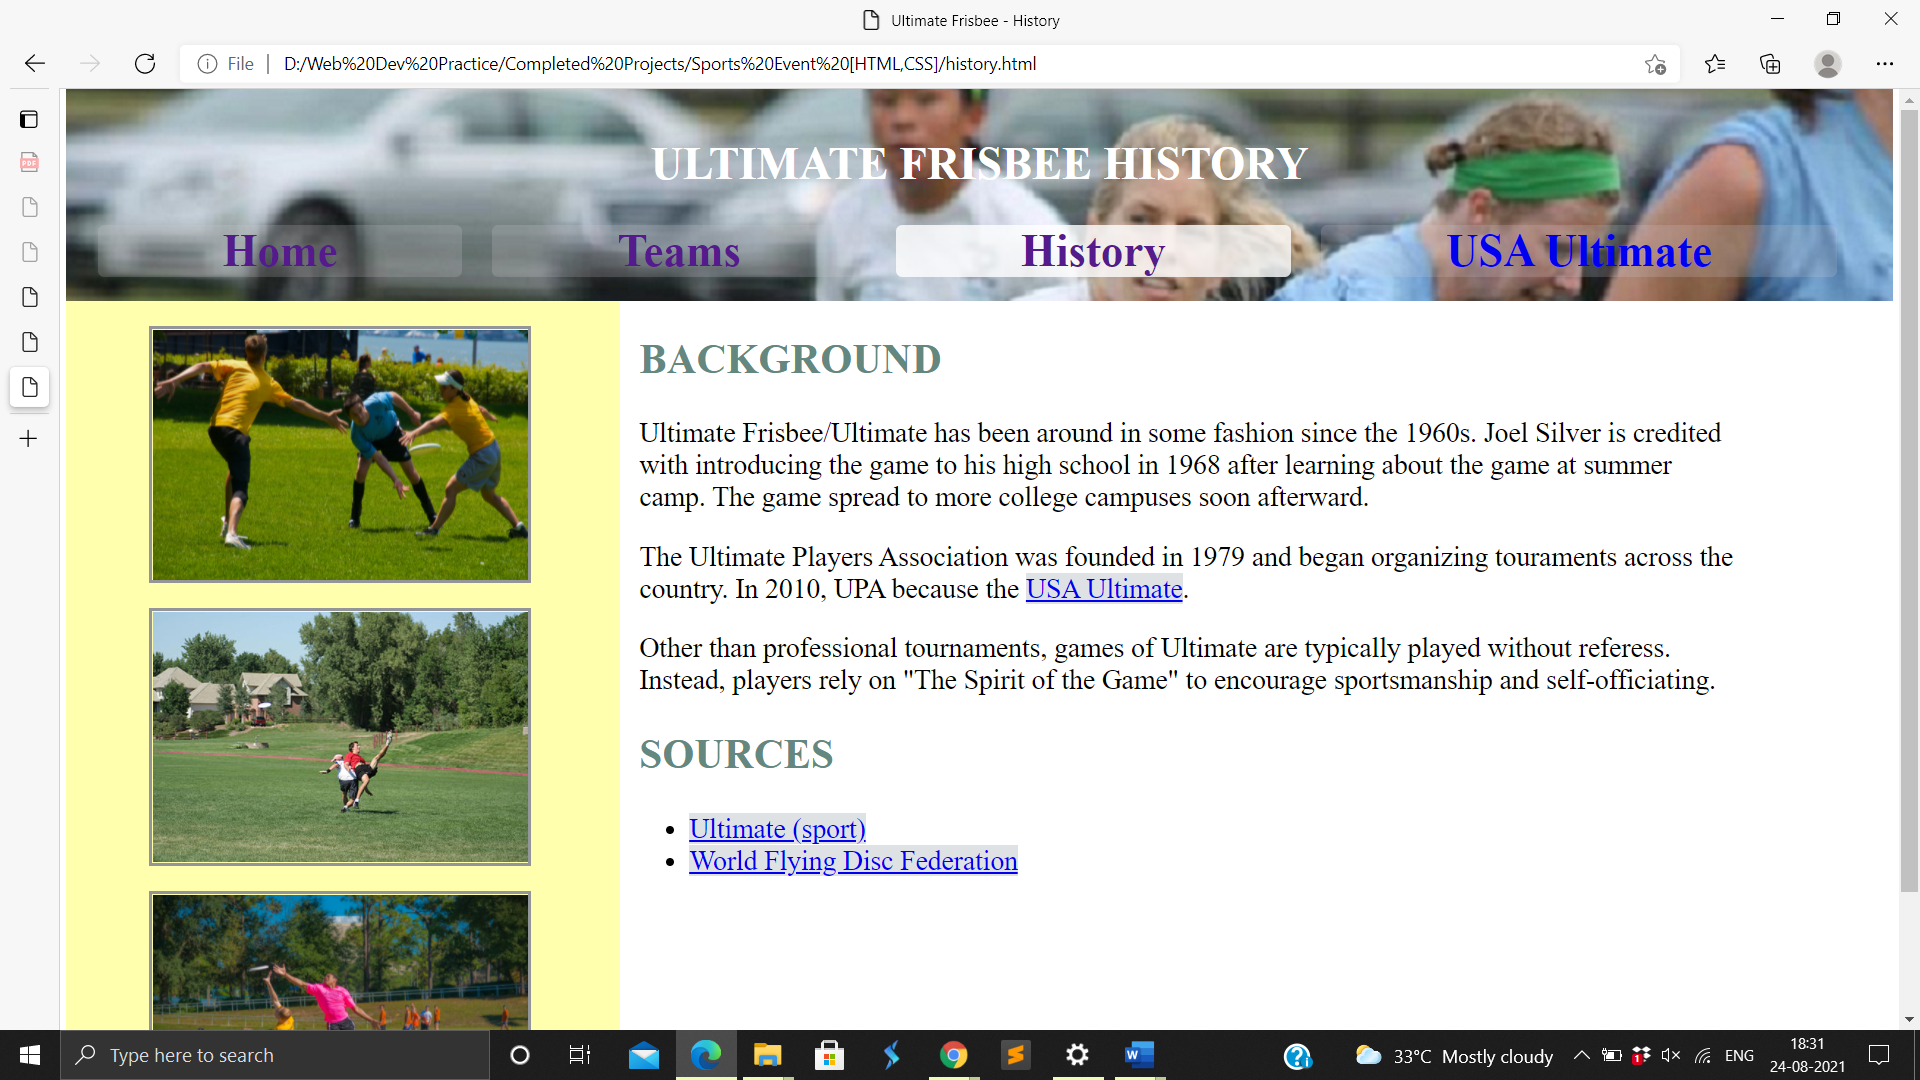 Ultimate Frisbee - History
File
D:/Web%20Dev%20Practice/Completed%20Projects/Sports%20Event%20[HTML,CSS]/history.html
PDF
ULTIMATE FRISBEE HISTORY
Home Teams History USA Ultimate
BACKGROUND
Ultimate Frisbee/Ultimate has been around in some fashion since the 1960s. Joel Silver is credited
with introducing the game to his high school in 1968 after learning about the game at summer
camp. The game spread to more college campuses soon afterward.
The Ultimate Players Association was founded in 1979 and began organizing touraments across the
country. In 2010, UPA because the USA Ultimate.
Other than professional tournaments, games of Ultimate are typically played without referess.
Instead, players rely on "The Spirit of the Game" to encourage sportsmanship and self-officiating.
SOURCES
Ultimate (sport)
World Flying Disc Federation
Type here to search
33°C Mostly cloudy
ENG
18:31
24-08-2021